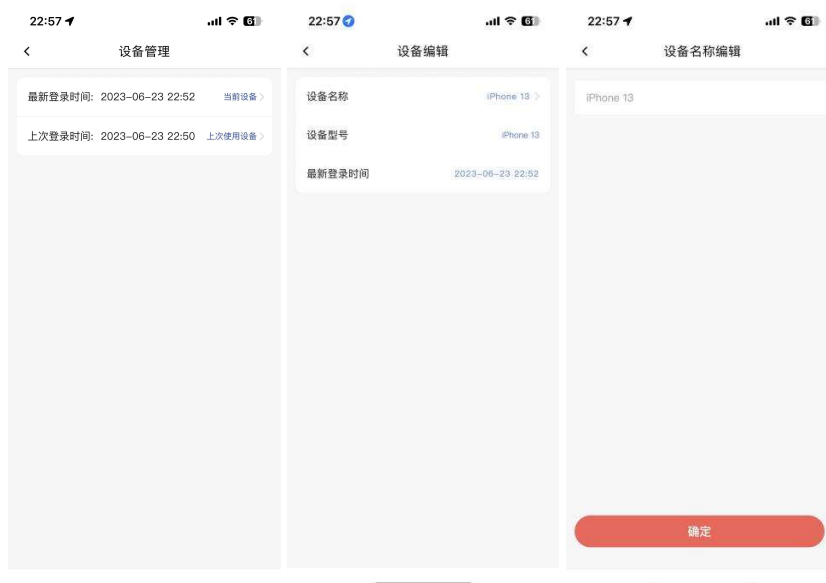 22:57
61
设备管理
最新登录时间: 2023-06-23 22:52 当前设备
上次登录时间: 2023-06-23 22:50 上次使用设备
22:57
61
设备编辑
设备名称 iPhone 13
设备型号 iPhone 13
最新登录时间 2023-06-23 22:52
22:57
61
设备名称编辑
iPhone 13
确定